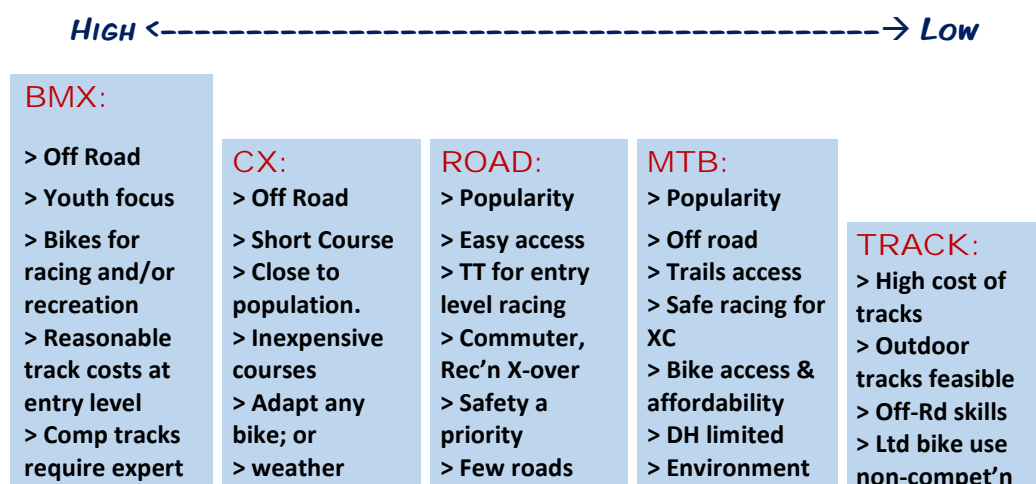 HIGH <-------------------------------------------→ LOW
BMX:
> Off Road
> Youth focus
> Bikes for
racing and/or
recreation
> Reasonable
track costs at
entry level
> Comp tracks
require expert
CX:
> Off Road
> Short Course
> Close to
population.
> Inexpensive
courses
> Adapt any
bike; or
> weather
ROAD:
> Popularity
> Easy access
> TT for entry
level racing
> Commuter,
Rec’n X-over
> Safety a
priority
> Few roads
MTB:
> Popularity
> Off road
> Trails access
> Safe racing for
XC
> Bike access &
affordability
> DH limited
> Environment
TRACK:
> High cost of
tracks
> Outdoor
tracks feasible
> Off-Rd skills
> Ltd bike use
non-compet’n